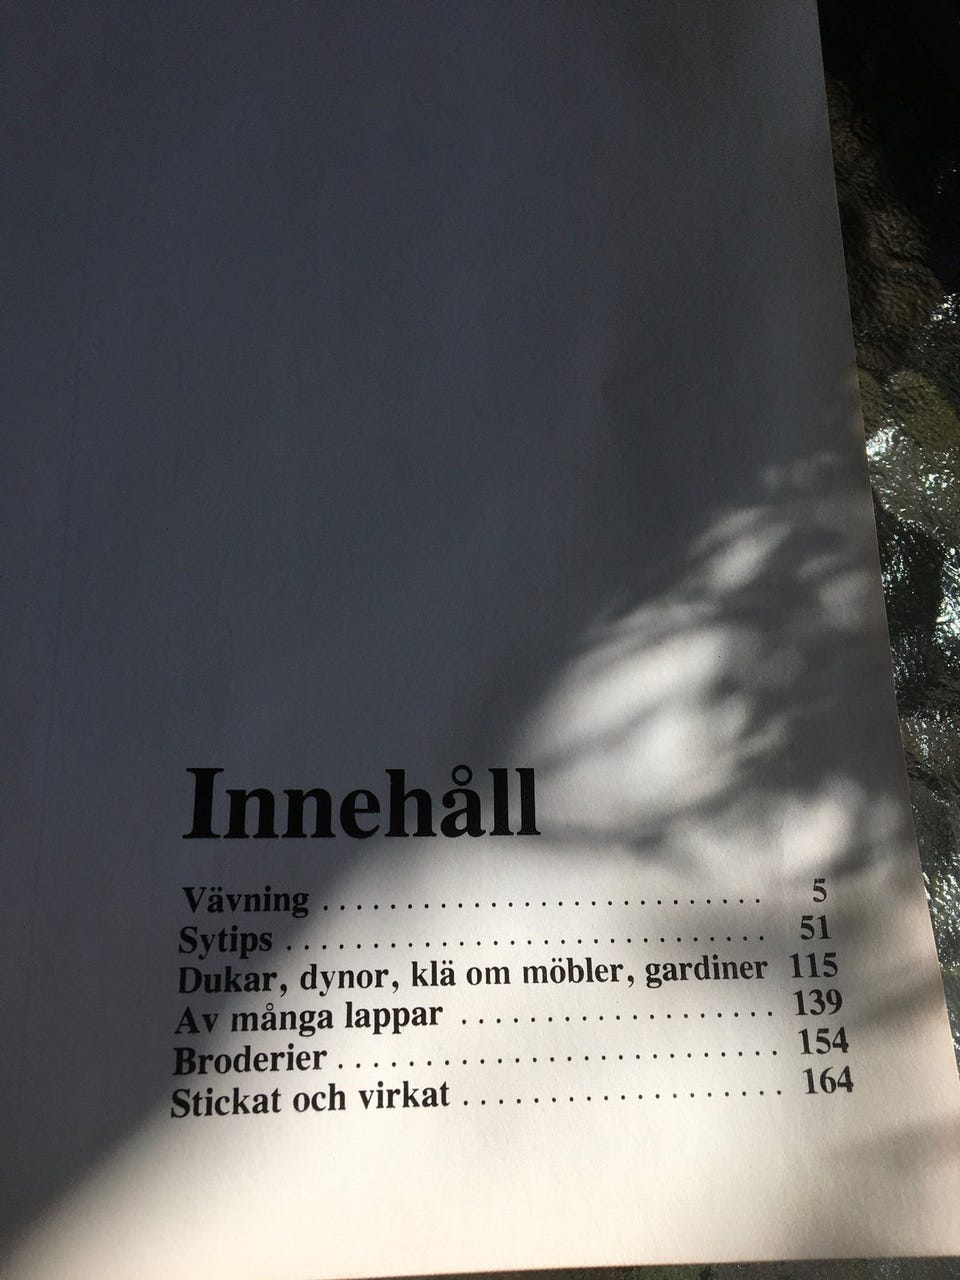 Innehåll
Vävning ........................... 5
Sytips .............................. 51
Dukar, dynor, klä om möbler, gardiner 115
Av många lappar ................... 139
Broderier ........................... 154
Stickat och virkat .................... 164